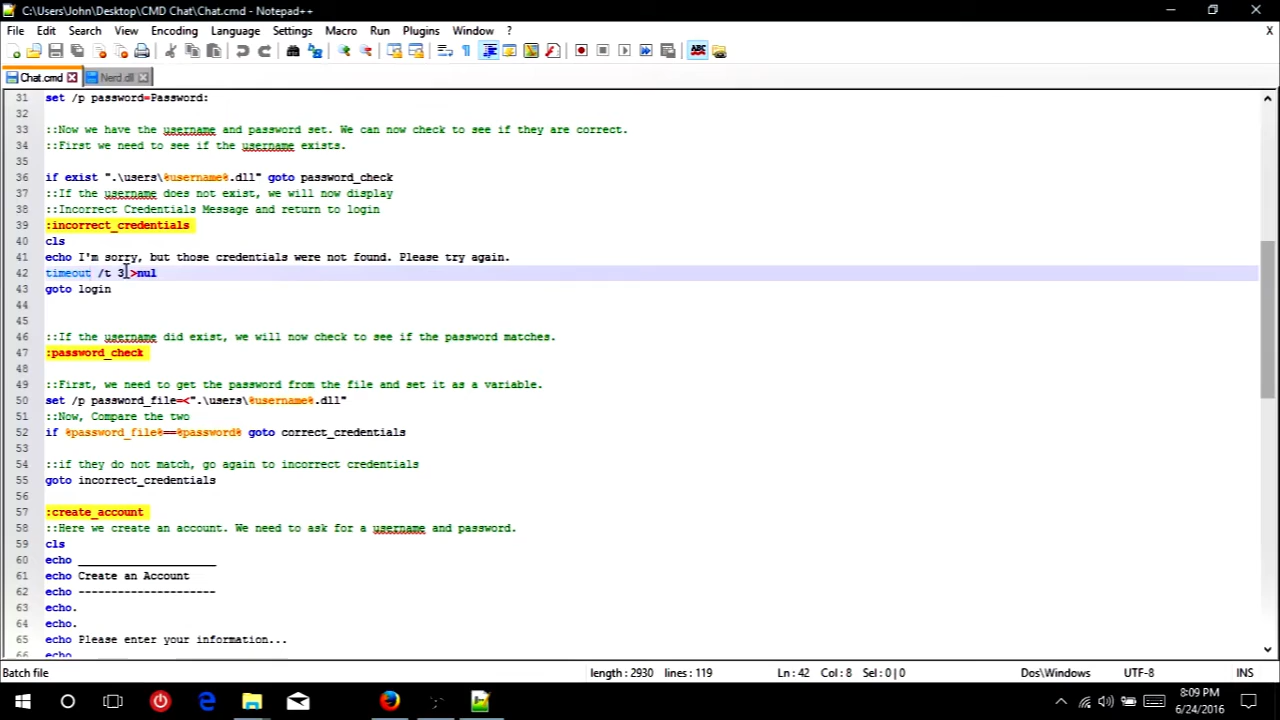 C:\Users\John\Desktop\CMD Chat\Chat.cmd - Notepad++
File Edit Search View Encoding Language Settings Macro Run Plugins Window ? X
Chat.cmd Nerd.dll
31 set /p password=Password:
32
33 ::Now we have the username and password set. We can now check to see if they are correct.
34 ::First we need to see if the username exists.
35
36 if exist ".\users\%username%.dll" goto password_check
37 ::If the username does not exist, we will now display
38 ::Incorrect Credentials Message and return to login
39 :incorrect_credentials
40 cls
41 echo I'm sorry, but those credentials were not found. Please try again.
42 timeout /t 3 >nul
43 goto login
44
45
46 ::If the username did exist, we will now check to see if the password matches.
47 :password_check
48
49 ::First, we need to get the password from the file and set it as a variable.
50 set /p password_file=<".\users\%username%.dll"
51 ::Now, Compare the two
52 if %password_file%==%password% goto correct_credentials
53
54 ::if they do not match, go again to incorrect credentials
55 goto incorrect_credentials
56
57 :create_account
58 ::Here we create an account. We need to ask for a username and password.
59 cls
60 echo _____________________
61 echo Create an Account
62 echo ---------------------
63 echo.
64 echo.
65 echo Please enter your information...
66 echo
Batch file length : 2930 lines : 119 Ln : 42 Col : 8 Sel : 0 | 0 Dos\Windows UTF-8 INS
8:09 PM
6/24/2016